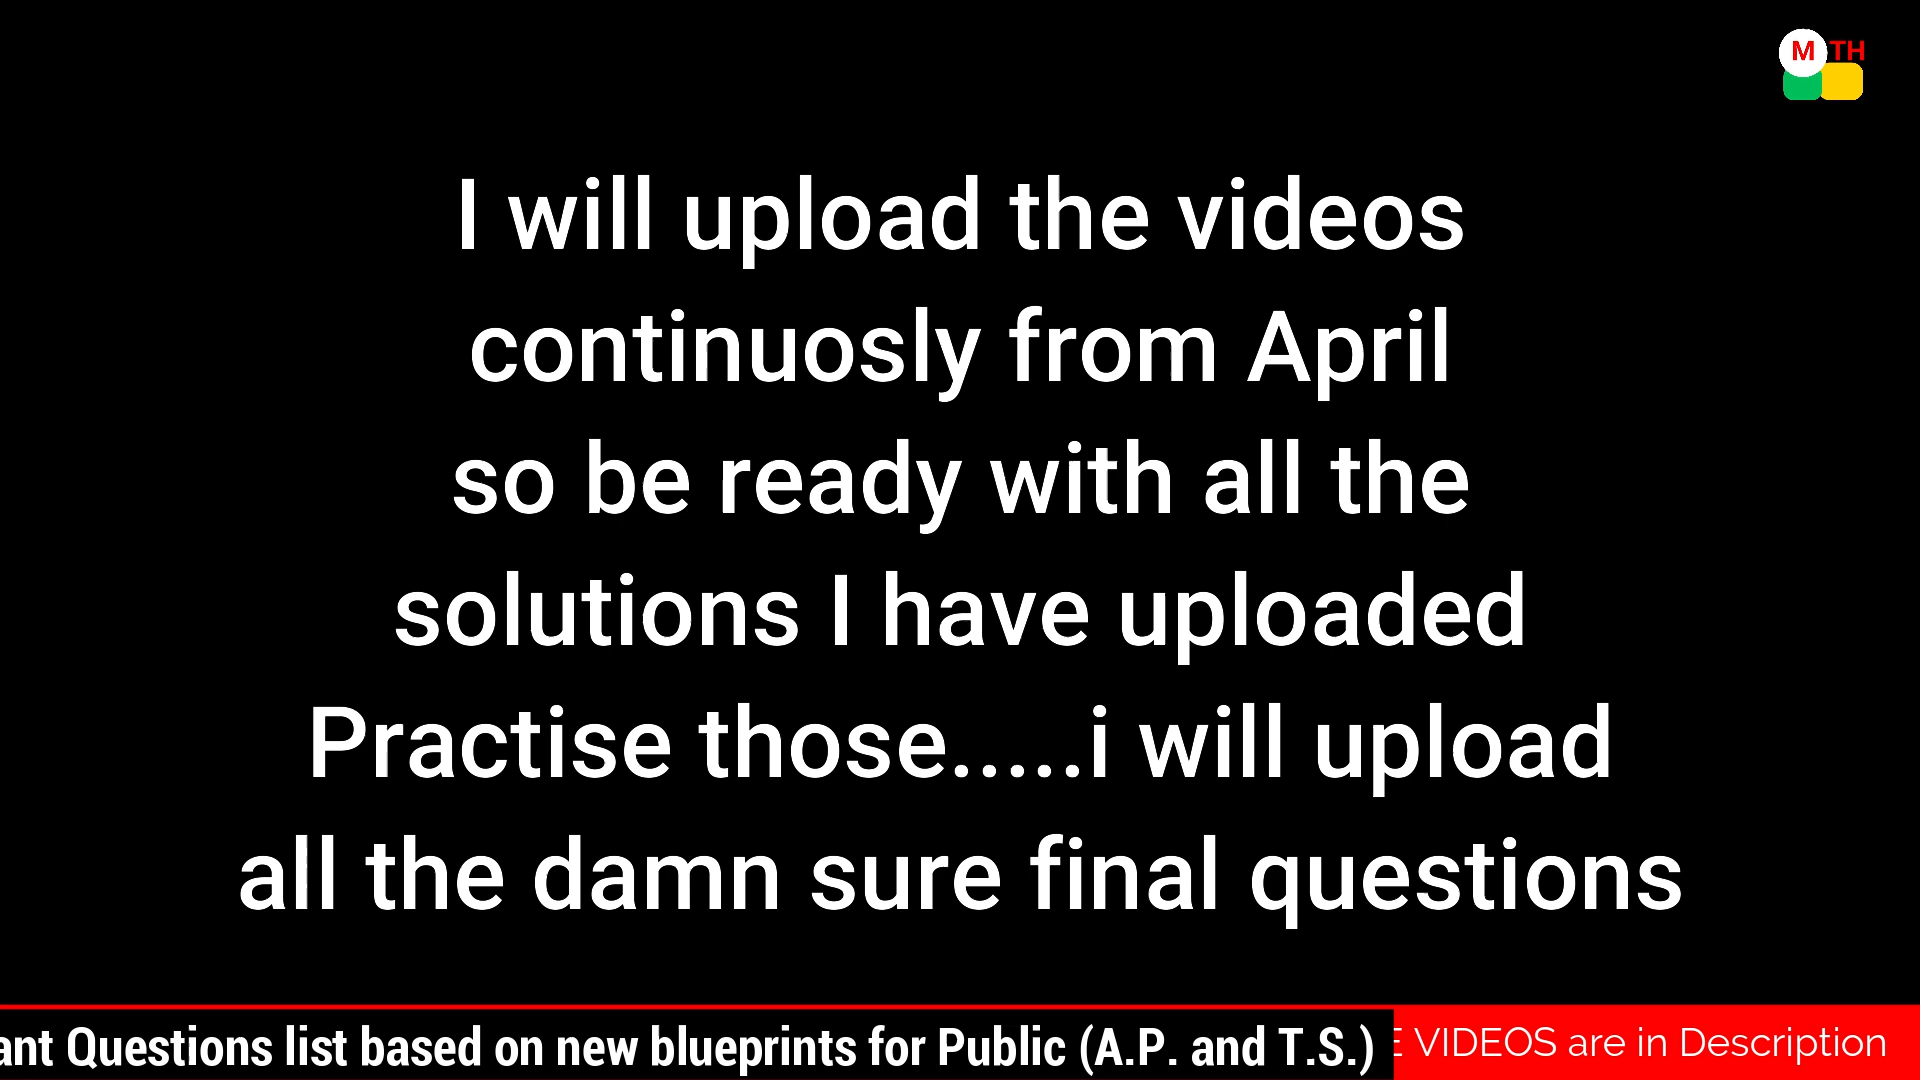 M TH
I will upload the videos
continuosly from April
so be ready with all the
solutions I have uploaded
Practise those.....i will upload
all the damn sure final questions
Questions list based on new blueprints for Public (A.P. and T.S.)
VIDEOS are in Description